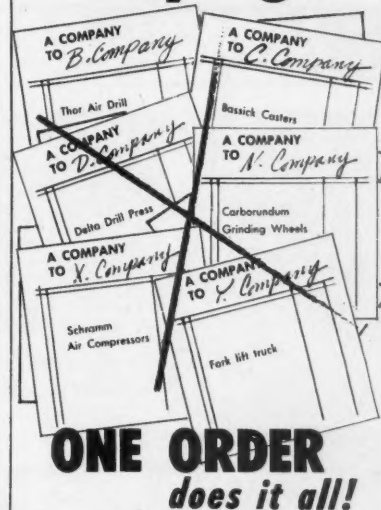 A COMPANY
TO B. Company
Thor Air Drill
A COMPANY
TO C. Company
Bassick Casters
A COMPANY
TO D. Company
Delta Drill Press
A COMPANY
TO N. Company
Carborundum
Grinding Wheels
A COMPANY
TO X. Company
Schramm
Air Compressors
A COMPANY
TO Y. Company
Fork lift truck
ONE ORDER
does it all!